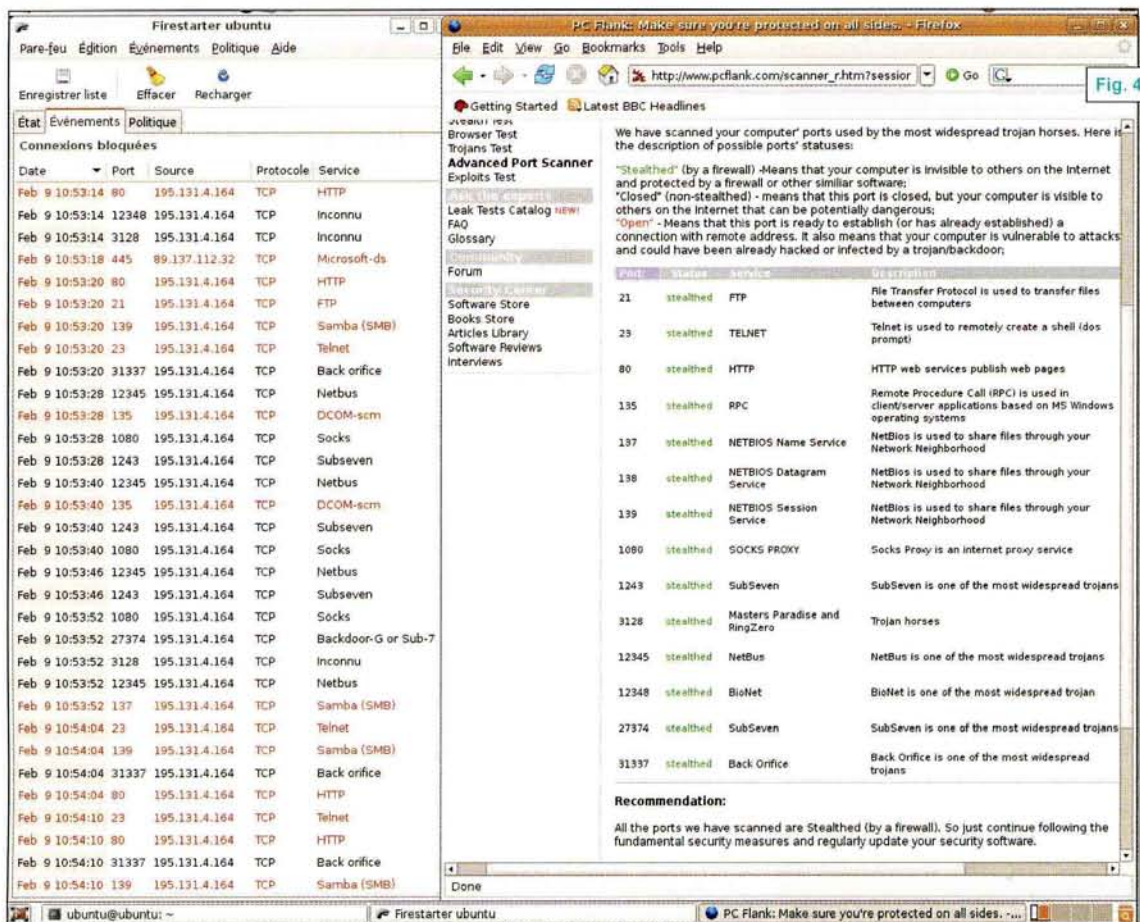 Firestarter ubuntu
Pare-feu Édition Événements Politique Aide
Enregistrer liste Effacer Recharger
État Événements Politique
Connexions bloquées
Date Port Source Protocole Service
Feb 9 10:53:14 80 195.131.4.164 TCP HTTP
Feb 9 10:53:14 12348 195.131.4.164 TCP Inconnu
Feb 9 10:53:14 3128 195.131.4.164 TCP Inconnu
Feb 9 10:53:18 445 89.137.112.32 TCP Microsoft-ds
Feb 9 10:53:20 80 195.131.4.164 TCP HTTP
Feb 9 10:53:20 21 195.131.4.164 TCP FTP
Feb 9 10:53:20 139 195.131.4.164 TCP Samba (SMB)
Feb 9 10:53:20 23 195.131.4.164 TCP Telnet
Feb 9 10:53:20 31337 195.131.4.164 TCP Back orifice
Feb 9 10:53:28 12345 195.131.4.164 TCP Netbus
Feb 9 10:53:28 135 195.131.4.164 TCP DCOM-scm
Feb 9 10:53:28 1080 195.131.4.164 TCP Socks
Feb 9 10:53:28 1243 195.131.4.164 TCP Subseven
Feb 9 10:53:40 12345 195.131.4.164 TCP Netbus
Feb 9 10:53:40 135 195.131.4.164 TCP DCOM-scm
Feb 9 10:53:40 1243 195.131.4.164 TCP Subseven
Feb 9 10:53:40 1080 195.131.4.164 TCP Socks
Feb 9 10:53:46 12345 195.131.4.164 TCP Netbus
Feb 9 10:53:46 1243 195.131.4.164 TCP Subseven
Feb 9 10:53:52 1080 195.131.4.164 TCP Socks
Feb 9 10:53:52 27374 195.131.4.164 TCP Backdoor-G or Sub-7
Feb 9 10:53:52 3128 195.131.4.164 TCP Inconnu
Feb 9 10:53:52 12345 195.131.4.164 TCP Netbus
Feb 9 10:53:52 137 195.131.4.164 TCP Samba (SMB)
Feb 9 10:54:04 23 195.131.4.164 TCP Telnet
Feb 9 10:54:04 139 195.131.4.164 TCP Samba (SMB)
Feb 9 10:54:04 31337 195.131.4.164 TCP Back orifice
Feb 9 10:54:04 80 195.131.4.164 TCP HTTP
Feb 9 10:54:10 23 195.131.4.164 TCP Telnet
Feb 9 10:54:10 80 195.131.4.164 TCP HTTP
Feb 9 10:54:10 31337 195.131.4.164 TCP Back orifice
Feb 9 10:54:10 139 195.131.4.164 TCP Samba (SMB)
PC Flank: Make sure you're protected on all sides. - Firefox
File Edit View Go Bookmarks Tools Help
http://www.pcflank.com/scanner_r.htm?sessior Go
Fig. 4
Getting Started Latest BBC Headlines
Stealth Test
Browser Test
Trojans Test
Advanced Port Scanner
Exploits Test
Ask the experts
Leak Tests Catalog NEW!
FAQ
Glossary
Community
Forum
Security Center
Software Store
Books Store
Articles Library
Software Reviews
Interviews
We have scanned your computer' ports used by the most widespread trojan horses. Here is
the description of possible ports' statuses:
"Stealthed" (by a firewall) -Means that your computer is invisible to others on the Internet
and protected by a firewall or other similiar software;
"Closed" (non-stealthed) - means that this port is closed, but your computer is visible to
others on the Internet that can be potentially dangerous;
"Open" - Means that this port is ready to establish (or has already established) a
connection with remote address. It also means that your computer is vulnerable to attacks
and could have been already hacked or infected by a trojan/backdoor;
Port: Status Service Description
21 stealthed FTP File Transfer Protocol is used to transfer files
between computers
23 stealthed TELNET Telnet is used to remotely create a shell (dos
prompt)
80 stealthed HTTP HTTP web services publish web pages
135 stealthed RPC Remote Procedure Call (RPC) is used in
client/server applications based on MS Windows
operating systems
137 stealthed NETBIOS Name Service NetBios is used to share files through your
Network Neighborhood
138 stealthed NETBIOS Datagram Service NetBios is used to share files through your
Network Neighborhood
139 stealthed NETBIOS Session Service NetBios is used to share files through your
Network Neighborhood
1080 stealthed SOCKS PROXY Socks Proxy is an internet proxy service
1243 stealthed SubSeven SubSeven is one of the most widespread trojans
3128 stealthed Masters Paradise and RingZero Trojan horses
12345 stealthed NetBus NetBus is one of the most widespread trojans
12348 stealthed BioNet BioNet is one of the most widespread trojan
27374 stealthed SubSeven SubSeven is one of the most widespread trojans
31337 stealthed Back Orifice Back Orifice is one of the most widespread
trojans
Recommendation:
All the ports we have scanned are Stealthed (by a firewall). So just continue following the
fundamental security measures and regularly update your security software.
Done
ubuntu@ubuntu: ~ Firestarter ubuntu PC Flank: Make sure you're protected on all sides. -...